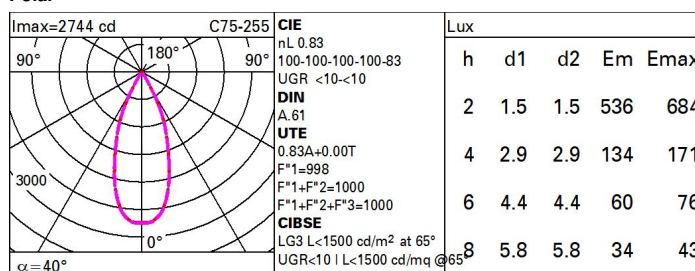 Imax=2744 cd C75-255
90° 180° 90°
3000
0°
α=40°
CIE
nL 0.83
100-100-100-100-83
UGR <10-<10
DIN
A.61
UTE
0.83A+0.00T
F"1=998
F"1+F"2=1000
F"1+F"2+F"3=1000
CIBSE
LG3 L<1500 cd/m² at 65°
UGR<10 | L<1500 cd/mq @65°
Lux
h d1 d2 Em Emax
2 1.5 1.5 536 684
4 2.9 2.9 134 171
6 4.4 4.4 60 76
8 5.8 5.8 34 43